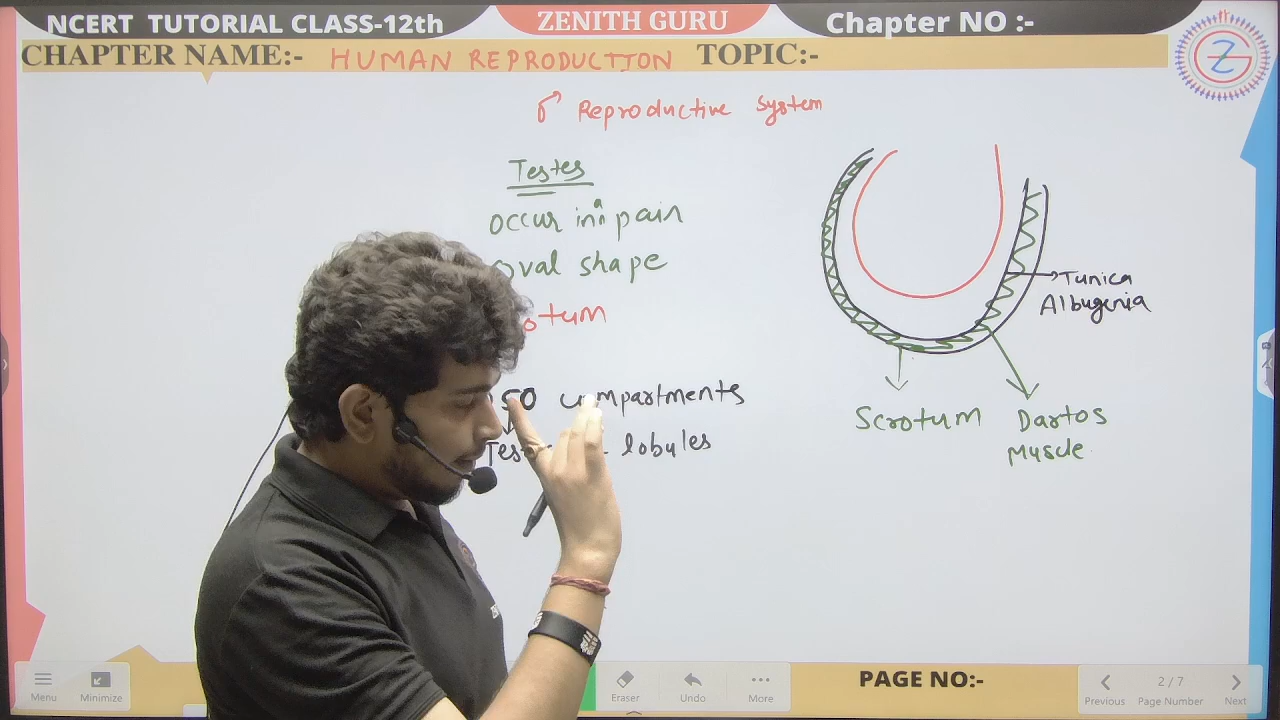 NCERT TUTORIAL CLASS-12th
ZENITH GURU
Chapter NO :-
CHAPTER NAME:- HUMAN REPRODUCTION TOPIC:-
♂ Reproductive System
Testes
occur in a pair
oval shape
50 compartments
lobules
Tunica
Albugenia
Scrotum
Dartos
Muscle
PAGE NO:-
Menu
Minimize
Eraser
Undo
More
Previous
2 / 7
Page Number
Next